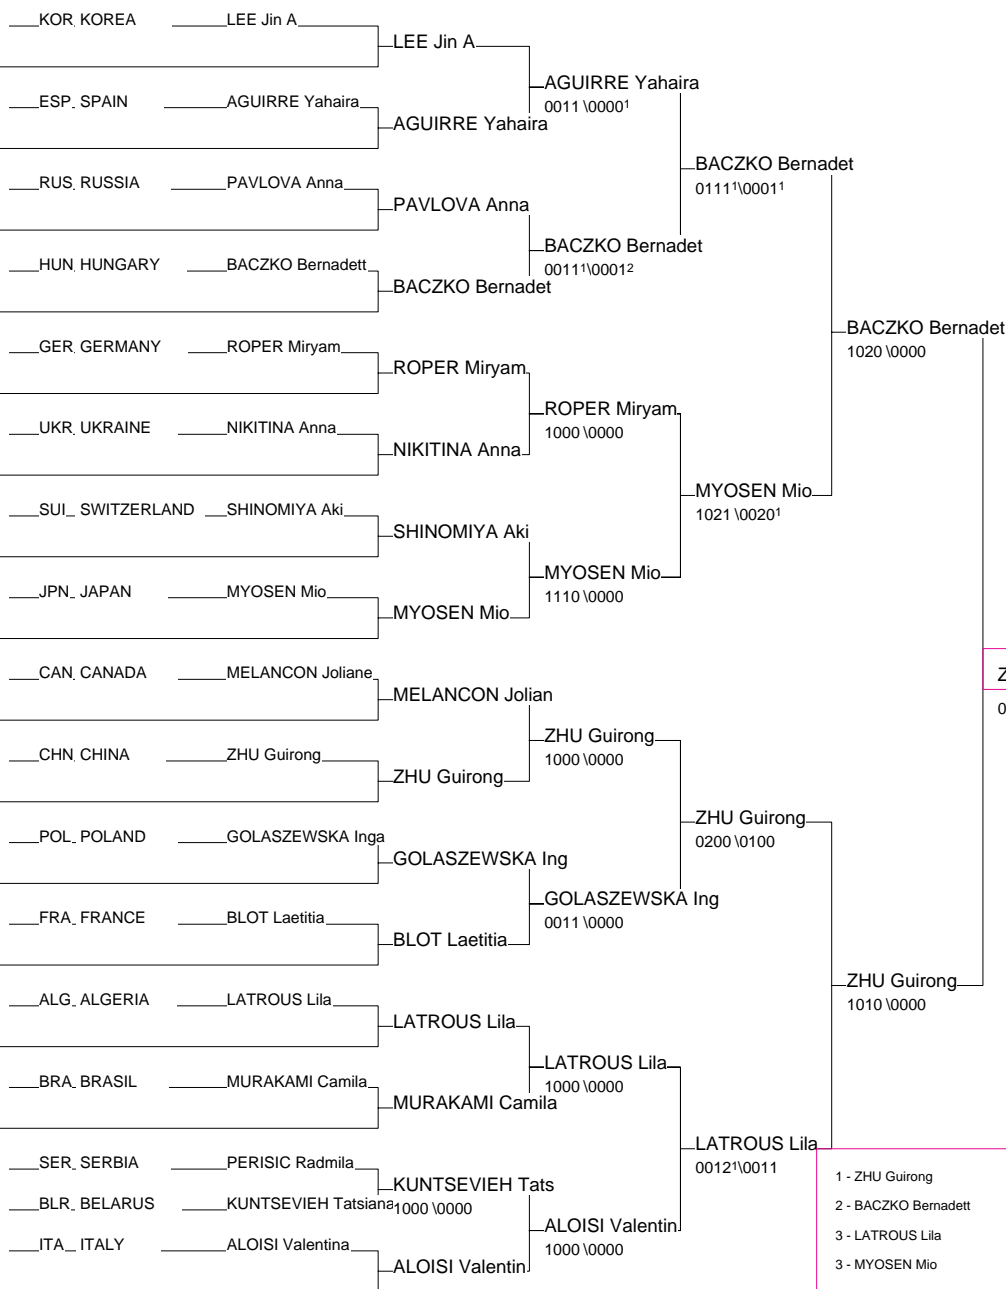 KOR KOREA LEE Jin A
LEE Jin A
AGUIRRE Yahaira
0011 \0000¹
ESP SPAIN AGUIRRE Yahaira
AGUIRRE Yahaira
BACZKO Bernadet
0111¹\0001¹
RUS RUSSIA PAVLOVA Anna
PAVLOVA Anna
BACZKO Bernadet
0011¹\0001²
HUN HUNGARY BACZKO Bernadett
BACZKO Bernadet
BACZKO Bernadet
1020 \0000
GER GERMANY ROPER Miryam
ROPER Miryam
ROPER Miryam
1000 \0000
UKR UKRAINE NIKITINA Anna
NIKITINA Anna
MYOSEN Mio
1021 \0020¹
SUI SWITZERLAND SHINOMIYA Aki
SHINOMIYA Aki
MYOSEN Mio
1110 \0000
JPN JAPAN MYOSEN Mio
MYOSEN Mio
CAN CANADA MELANCON Joliane
Z
0
MELANCON Jolian
ZHU Guirong
1000 \0000
CHN CHINA ZHU Guirong
ZHU Guirong
ZHU Guirong
0200 \0100
POL POLAND GOLASZEWSKA Inga
GOLASZEWSKA Ing
GOLASZEWSKA Ing
0011 \0000
FRA FRANCE BLOT Laetitia
BLOT Laetitia
ZHU Guirong
1010 \0000
ALG ALGERIA LATROUS Lila
LATROUS Lila
LATROUS Lila
1000 \0000
BRA BRASIL MURAKAMI Camila
MURAKAMI Camila
LATROUS Lila
0012¹\0011
SER SERBIA PERISIC Radmila
KUNTSEVIEH Tats
1000 \0000
BLR BELARUS KUNTSEVIEH Tatsiana
ALOISI Valentin
1000 \0000
ITA ITALY ALOISI Valentina
ALOISI Valentin
1 - ZHU Guirong
2 - BACZKO Bernadett
3 - LATROUS Lila
3 - MYOSEN Mio